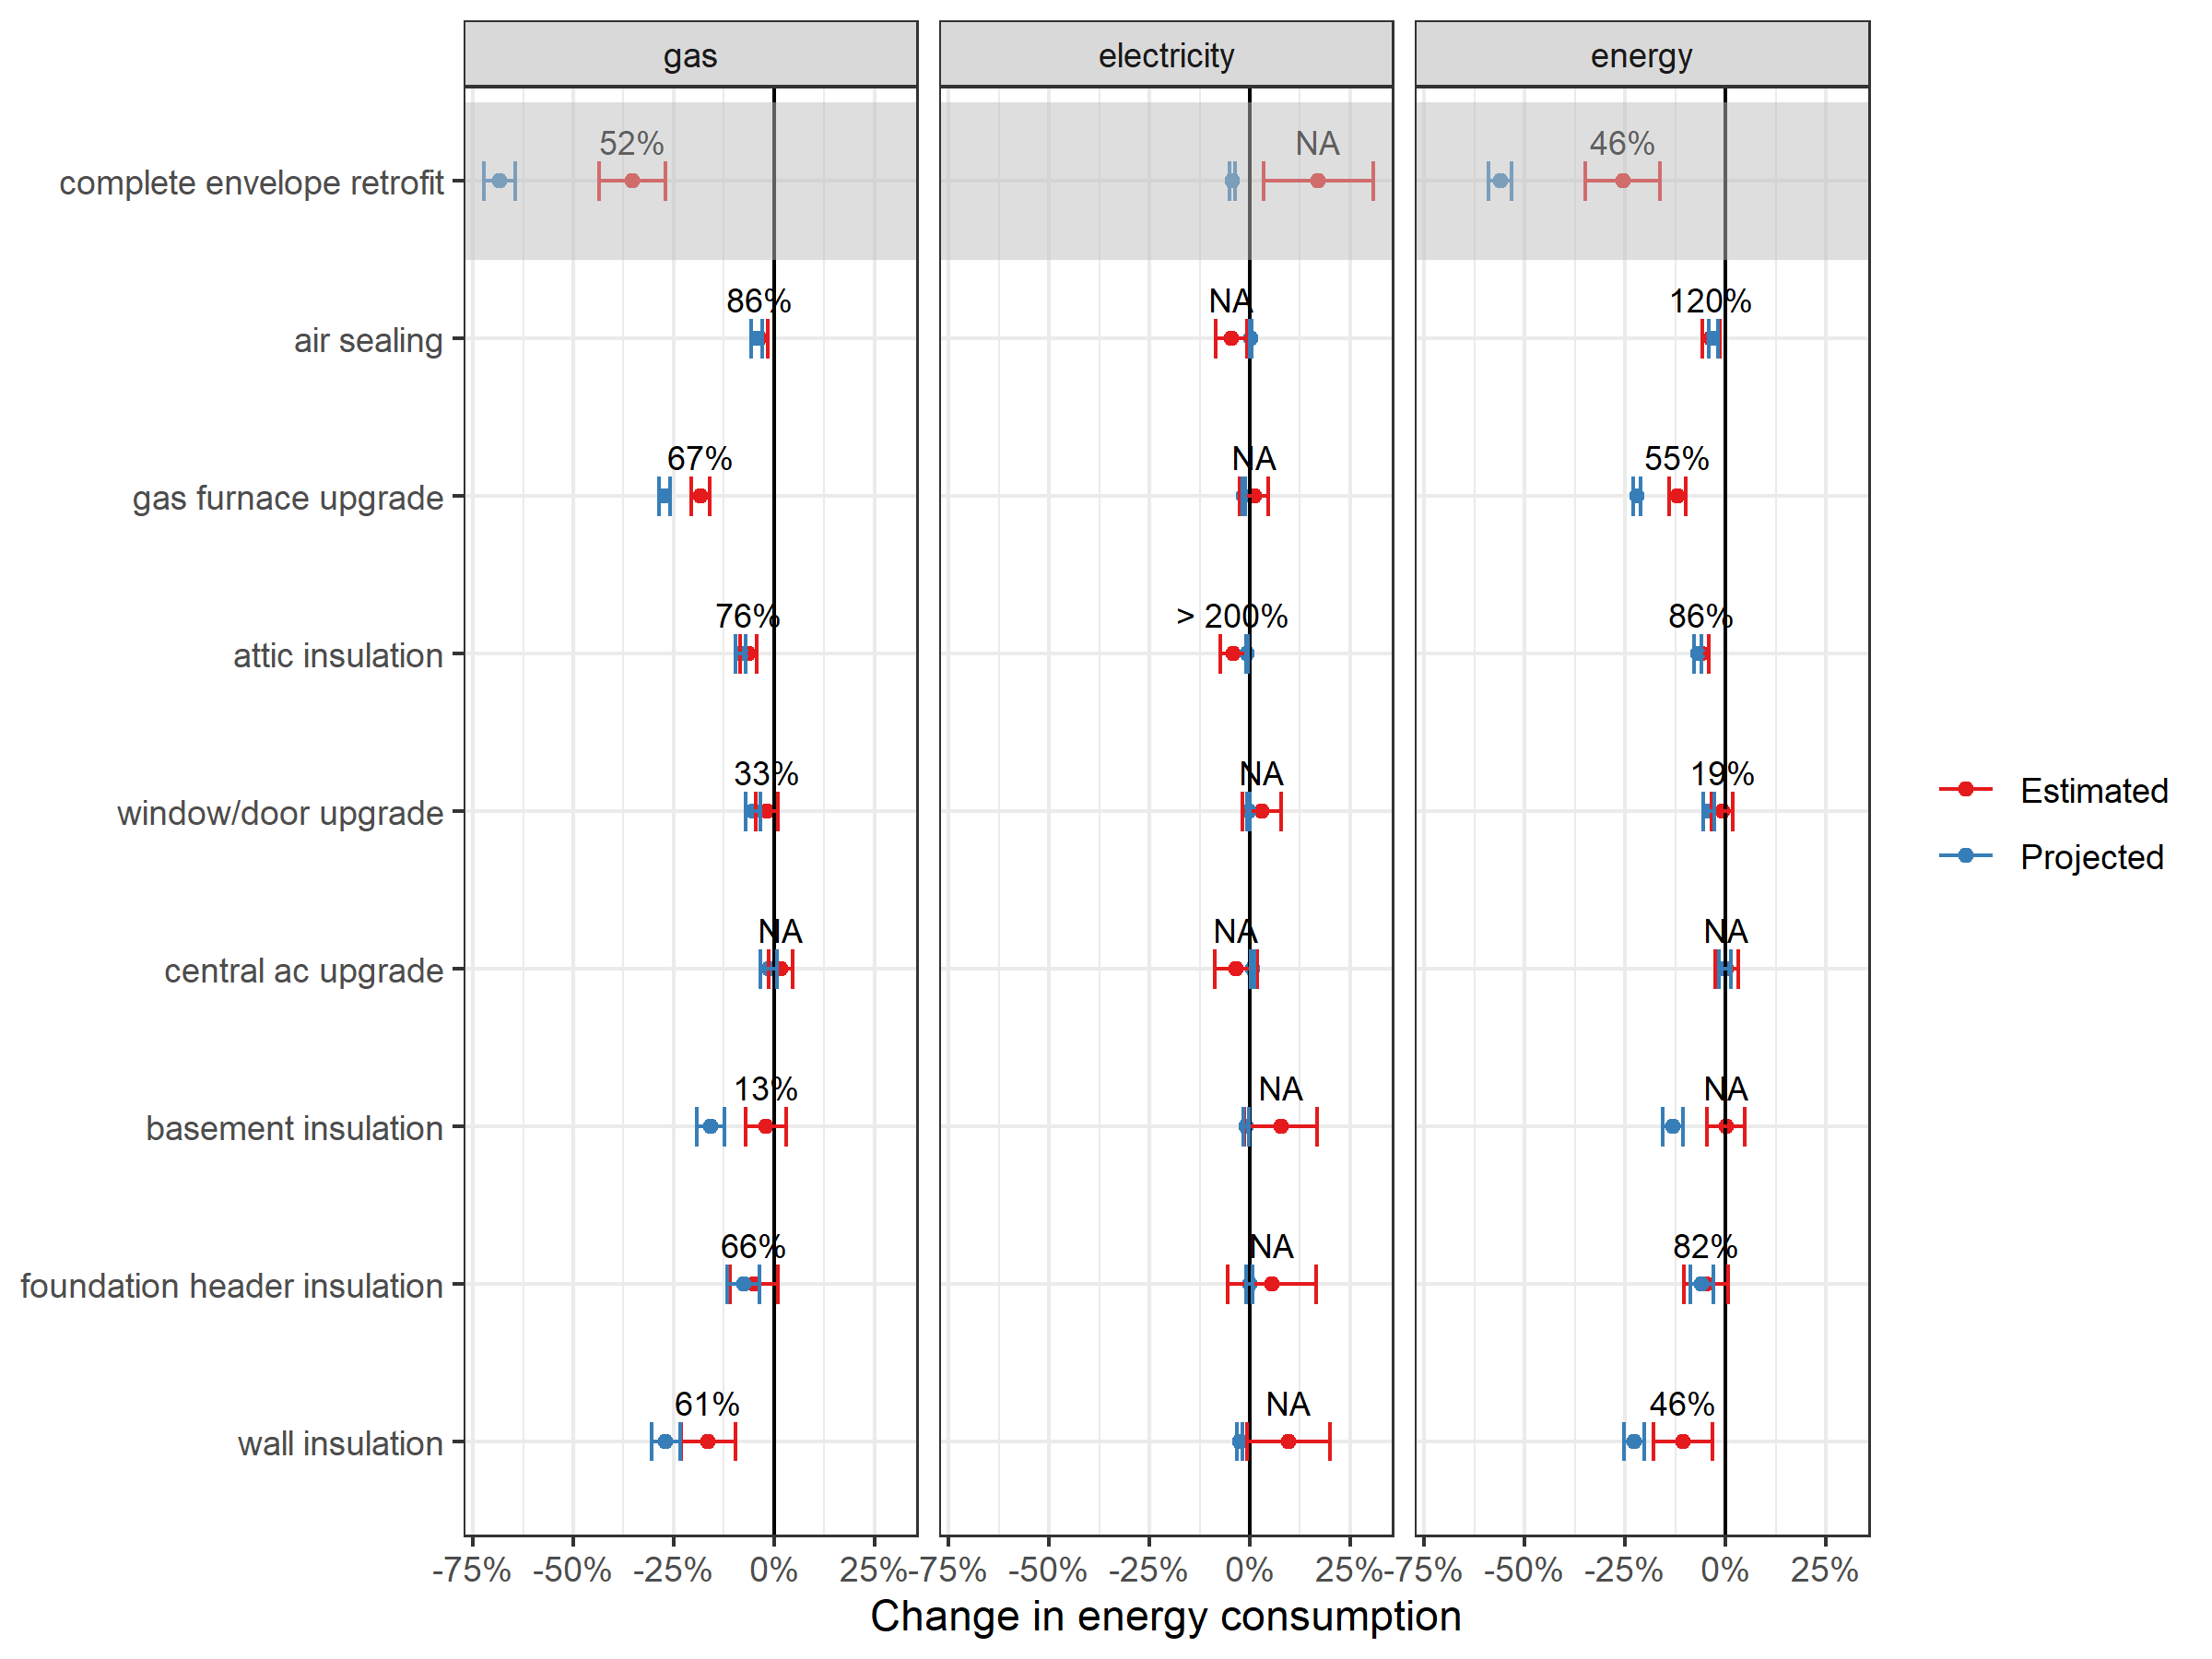 gas electricity energy
complete envelope retrofit 52% NA 46%
air sealing 86% NA 120%
gas furnace upgrade 67% NA 55%
attic insulation 76% > 200% 86%
window/door upgrade 33% NA 19%
central ac upgrade NA NA NA
basement insulation 13% NA NA
foundation header insulation 66% NA 82%
wall insulation 61% NA 46%
-75% -50% -25% 0% 25% -75% -50% -25% 0% 25% -75% -50% -25% 0% 25%
Change in energy consumption
Estimated
Projected